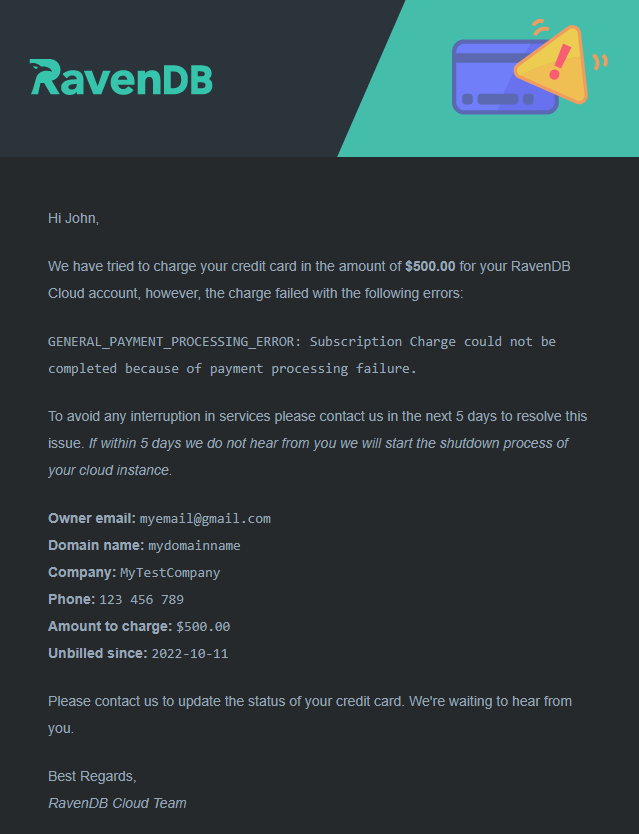 RavenDB
Hi John,
We have tried to charge your credit card in the amount of $500.00 for your RavenDB
Cloud account, however, the charge failed with the following errors:
GENERAL_PAYMENT_PROCESSING_ERROR: Subscription Charge could not be
completed because of payment processing failure.
To avoid any interruption in services please contact us in the next 5 days to resolve this
issue. If within 5 days we do not hear from you we will start the shutdown process of
your cloud instance.
Owner email: myemail@gmail.com
Domain name: mydomainname
Company: MyTestCompany
Phone: 123 456 789
Amount to charge: $500.00
Unbilled since: 2022-10-11
Please contact us to update the status of your credit card. We're waiting to hear from
you.
Best Regards,
RavenDB Cloud Team